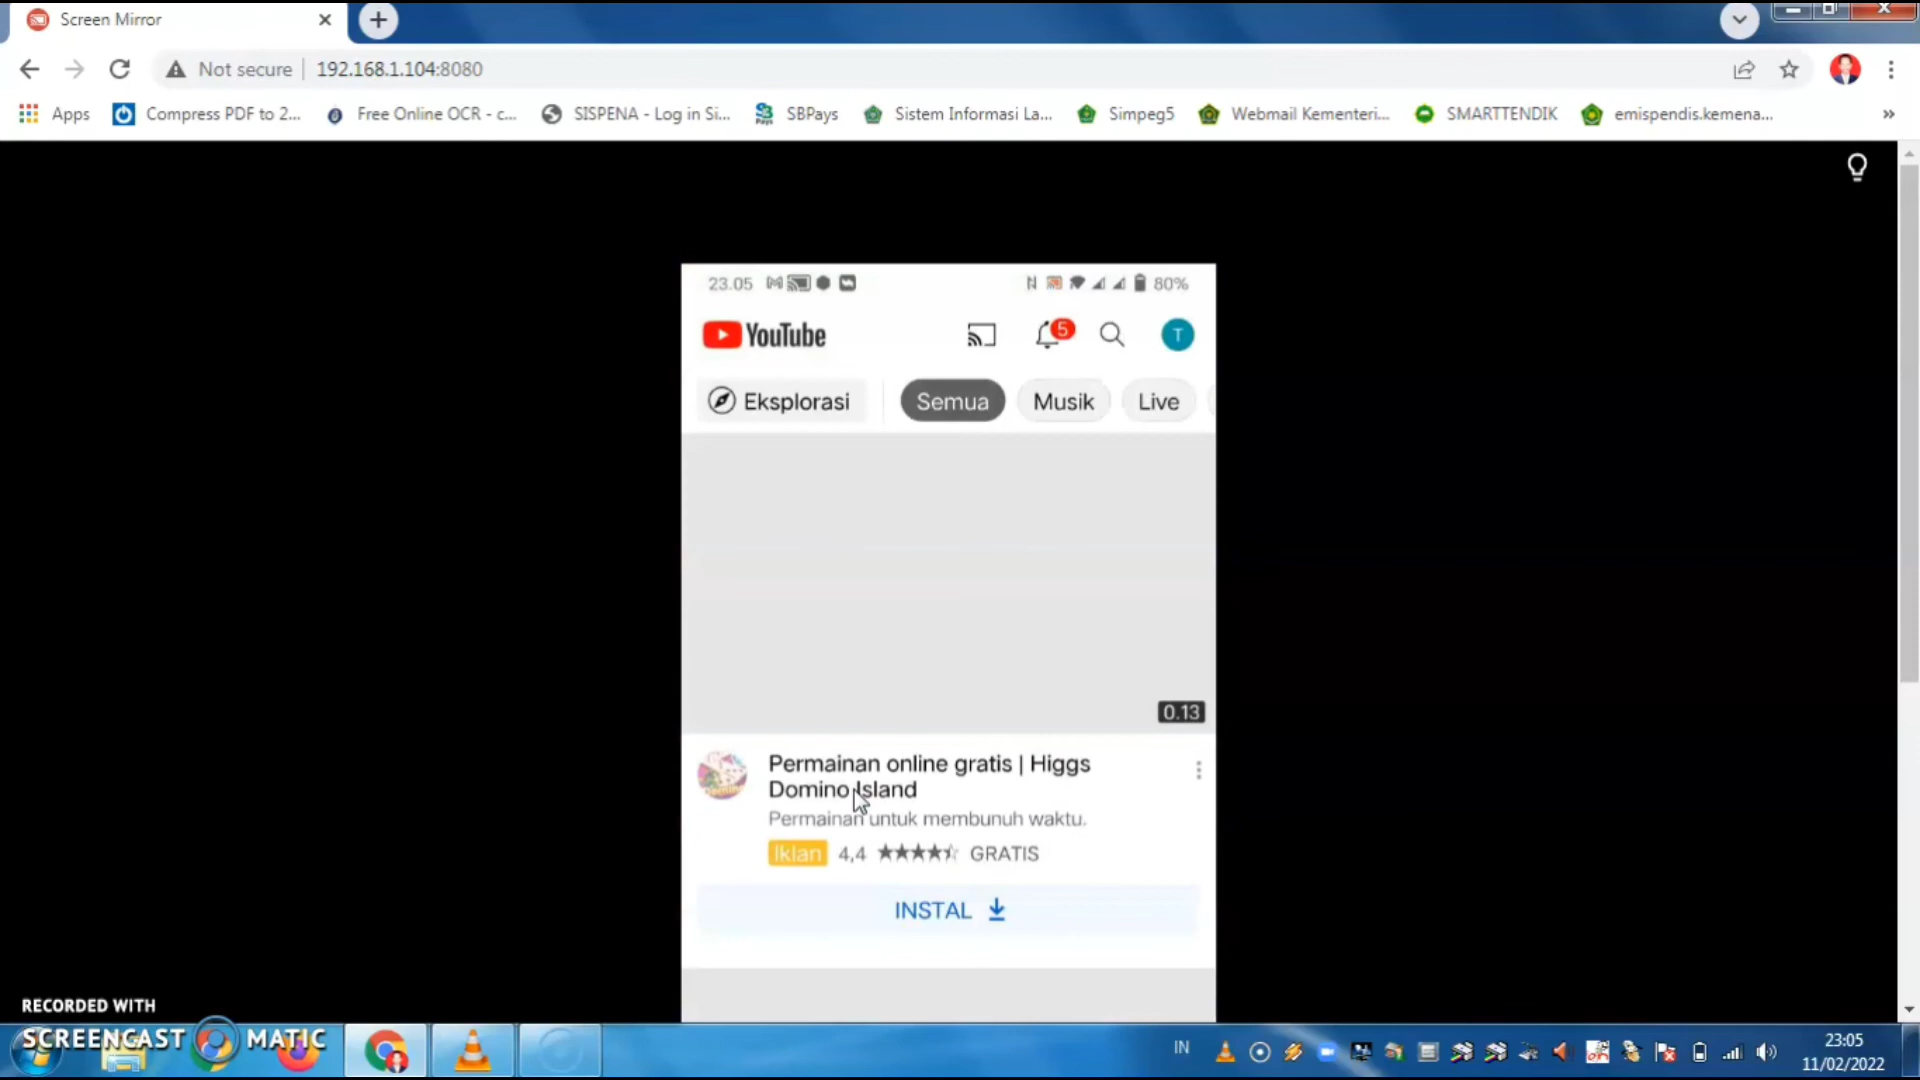 Screen Mirror
Not secure 192.168.1.104:8080
Apps Compress PDF to 2... Free Online OCR - c... SISPENA - Log in Si... SBPays Sistem Informasi La... Simpeg5 Webmail Kementeri... SMARTTENDIK emispendis.kemena... »
23.05 80%
YouTube 5 T
Eksplorasi Semua Musik Live
0.13
Permainan online gratis | Higgs
Domino Island
Permainan untuk membunuh waktu.
Iklan 4,4 GRATIS
INSTAL
RECORDED WITH
SCREENCAST MATIC
IN 23:05
11/02/2022